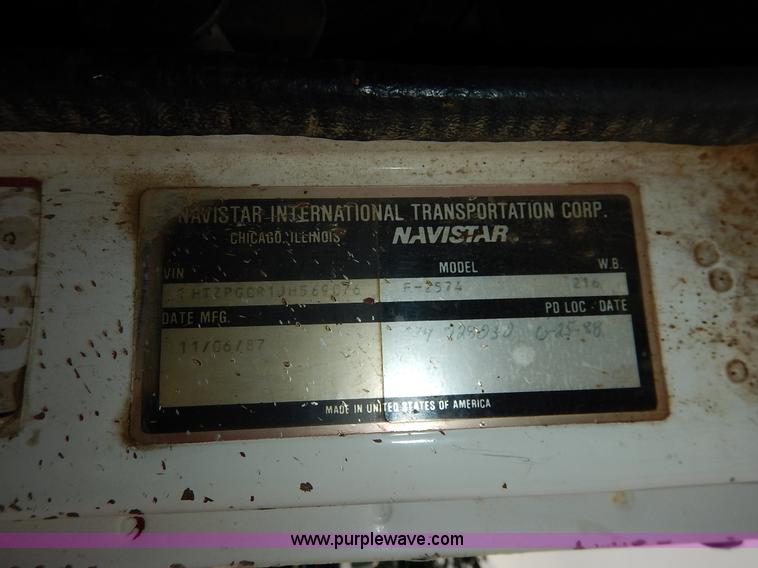 NAVISTAR INTERNATIONAL TRANSPORTATION CORP.
CHICAGO, ILLINOIS NAVISTAR
VIN MODEL W.B.
F-2574 216
DATE MFG. PD LOC - DATE
11/06/87
MADE IN UNITED STATES OF AMERICA
www.purplewave.com